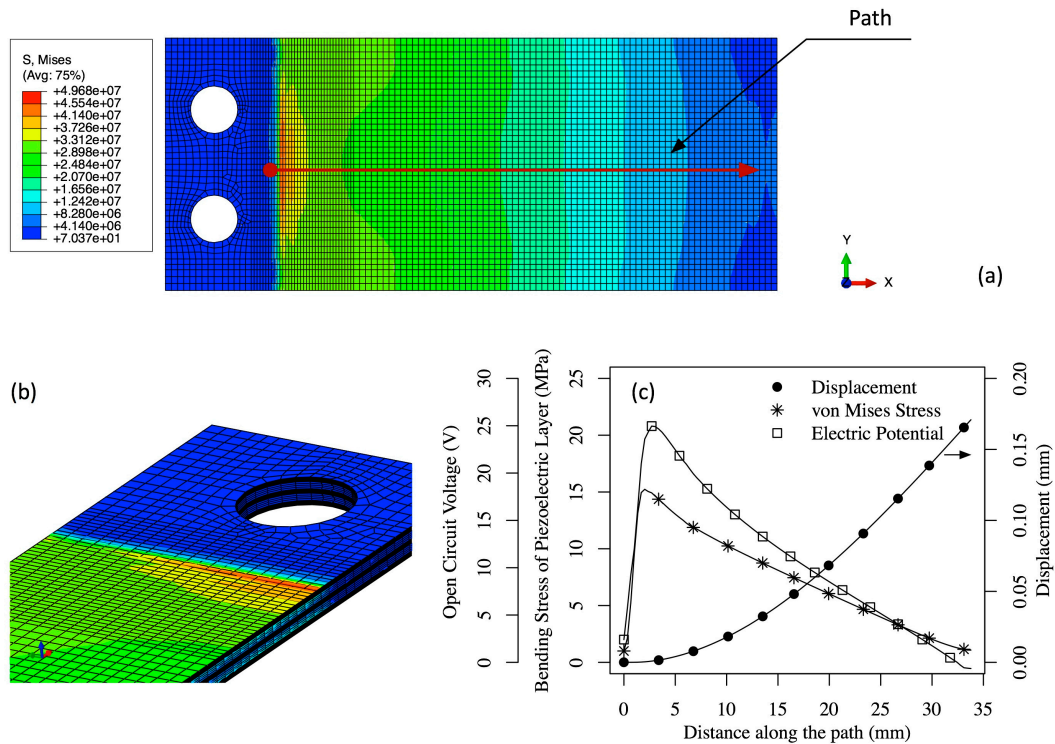 Path
S, Mises
(Avg: 75%)
+4.968e+07
+4.554e+07
+4.140e+07
+3.726e+07
+3.312e+07
+2.898e+07
+2.484e+07
+2.070e+07
+1.656e+07
+1.242e+07
+8.280e+06
+4.140e+06
+7.037e+01
Y
X
(a)
(b)
Open Circuit Voltage (V)
30
25
20
15
10
5
0
Bending Stress of Piezoelectric Layer (MPa)
25
20
15
10
5
0
(c)
Displacement
von Mises Stress
Electric Potential
0.20
0.15
0.10
0.05
0.00
Displacement (mm)
0 5 10 15 20 25 30 35
Distance along the path (mm)